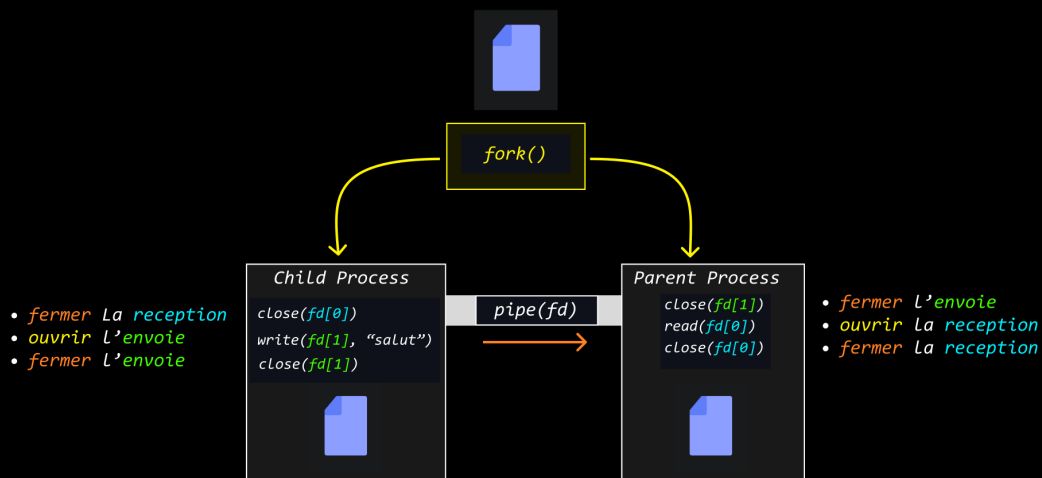 fork()
Child Process
close(fd[0])
write(fd[1], “salut”)
close(fd[1])
pipe(fd)
Parent Process
close(fd[1])
read(fd[0])
close(fd[0])
• fermer la reception
• ouvrir l’envoie
• fermer l’envoie
• fermer l’envoie
• ouvrir la reception
• fermer la reception